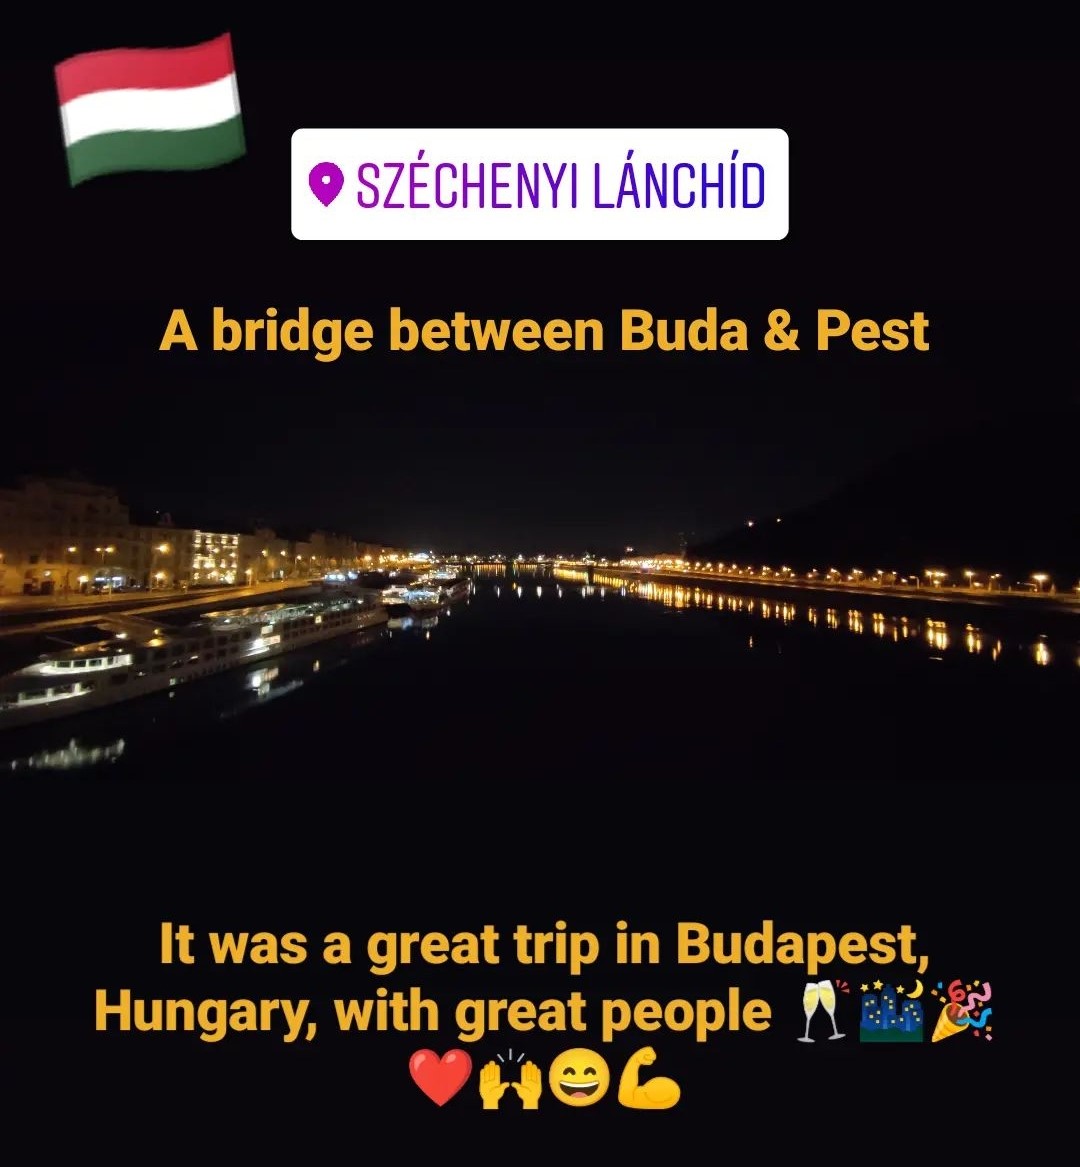 SZÉCHENYI LÁNCHÍD
A bridge between Buda & Pest
It was a great trip in Budapest,
Hungary, with great people 🥂🌃🎉
❤️🙌😄💪